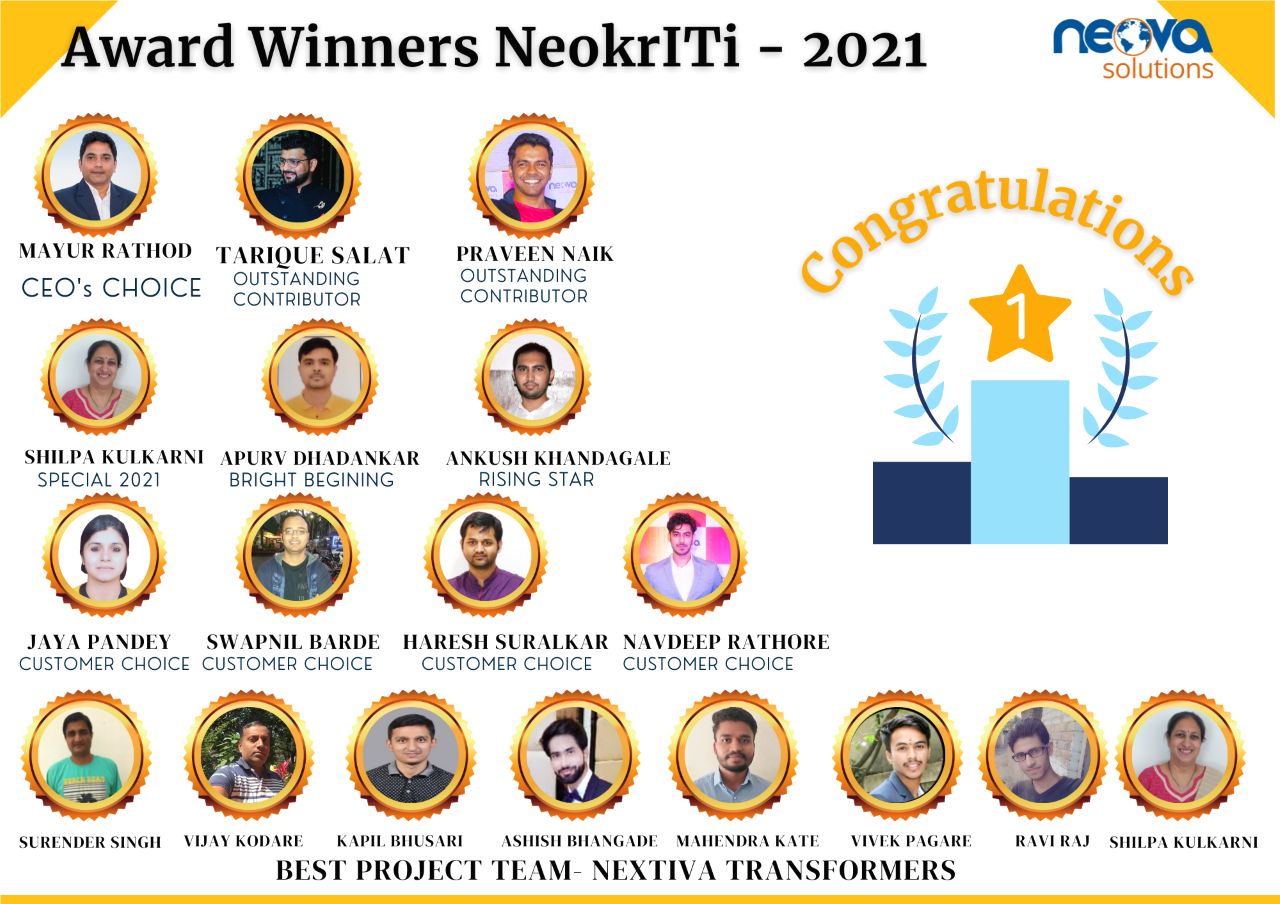 Award Winners NeokrITi - 2021
neova
solutions
Congratulations
1
MAYUR RATHOD
CEO's CHOICE
TARIQUE SALAT
OUTSTANDING
CONTRIBUTOR
neova
PRAVEEN NAIK
OUTSTANDING
CONTRIBUTOR
SHILPA KULKARNI
SPECIAL 2021
APURV DHADANKAR
BRIGHT BEGINING
ANKUSH KHANDAGALE
RISING STAR
JAYA PANDEY
CUSTOMER CHOICE
SWAPNIL BARDE
CUSTOMER CHOICE
HARESH SURALKAR
CUSTOMER CHOICE
NAVDEEP RATHORE
CUSTOMER CHOICE
SURENDER SINGH
VIJAY KODARE
KAPIL BHUSARI
ASHISH BHANGADE
MAHENDRA KATE
VIVEK PAGARE
RAVI RAJ
SHILPA KULKARNI
BEST PROJECT TEAM- NEXTIVA TRANSFORMERS